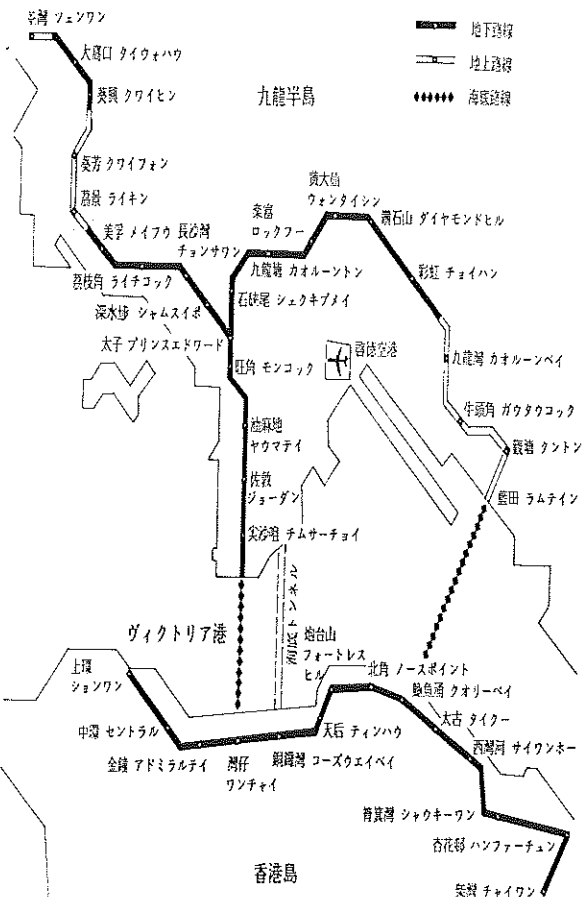 荃灣 ツェンワン
大窩口 タイウォハウ
葵興 クワイヒン
葵芳 クワイフォン
荔景 ライキン
美孚 メイフウ
長沙灣
チョンサワン
荔枝角 ライチコック
深水埗 シャムスイポ
太子 プリンスエドワード
地下路線
地上路線
海底路線
九龍半島
黄大仙
ウォンタイシン
楽富
ロックフー
鑽石山 ダイヤモンドヒル
九龍塘 カオルーントン
石硤尾 シェクキプメイ
彩虹 チョイハン
旺角 モンコック
啓徳空港
九龍灣 カオルーンベイ
牛頭角 ガウタウコック
觀塘 クントン
藍田 ラムテイン
油麻地
ヤウマテイ
佐敦
ジョーダン
尖沙咀 チムサーチョイ
海底トンネル
ヴィクトリア港
上環
ションワン
中環 セントラル
金鐘 アドミラルテイ
灣仔
ワンチャイ
銅鑼灣 コーズウエイベイ
天后 ティンハウ
炮台山
フォートレス
ヒル
北角 ノースポイント
鰂魚涌 クオリーベイ
太古 タイクー
西灣河 サイワンホー
筲箕灣 シャウキーワン
杏花邨 ハンファーチュン
柴灣 チャイワン
香港島